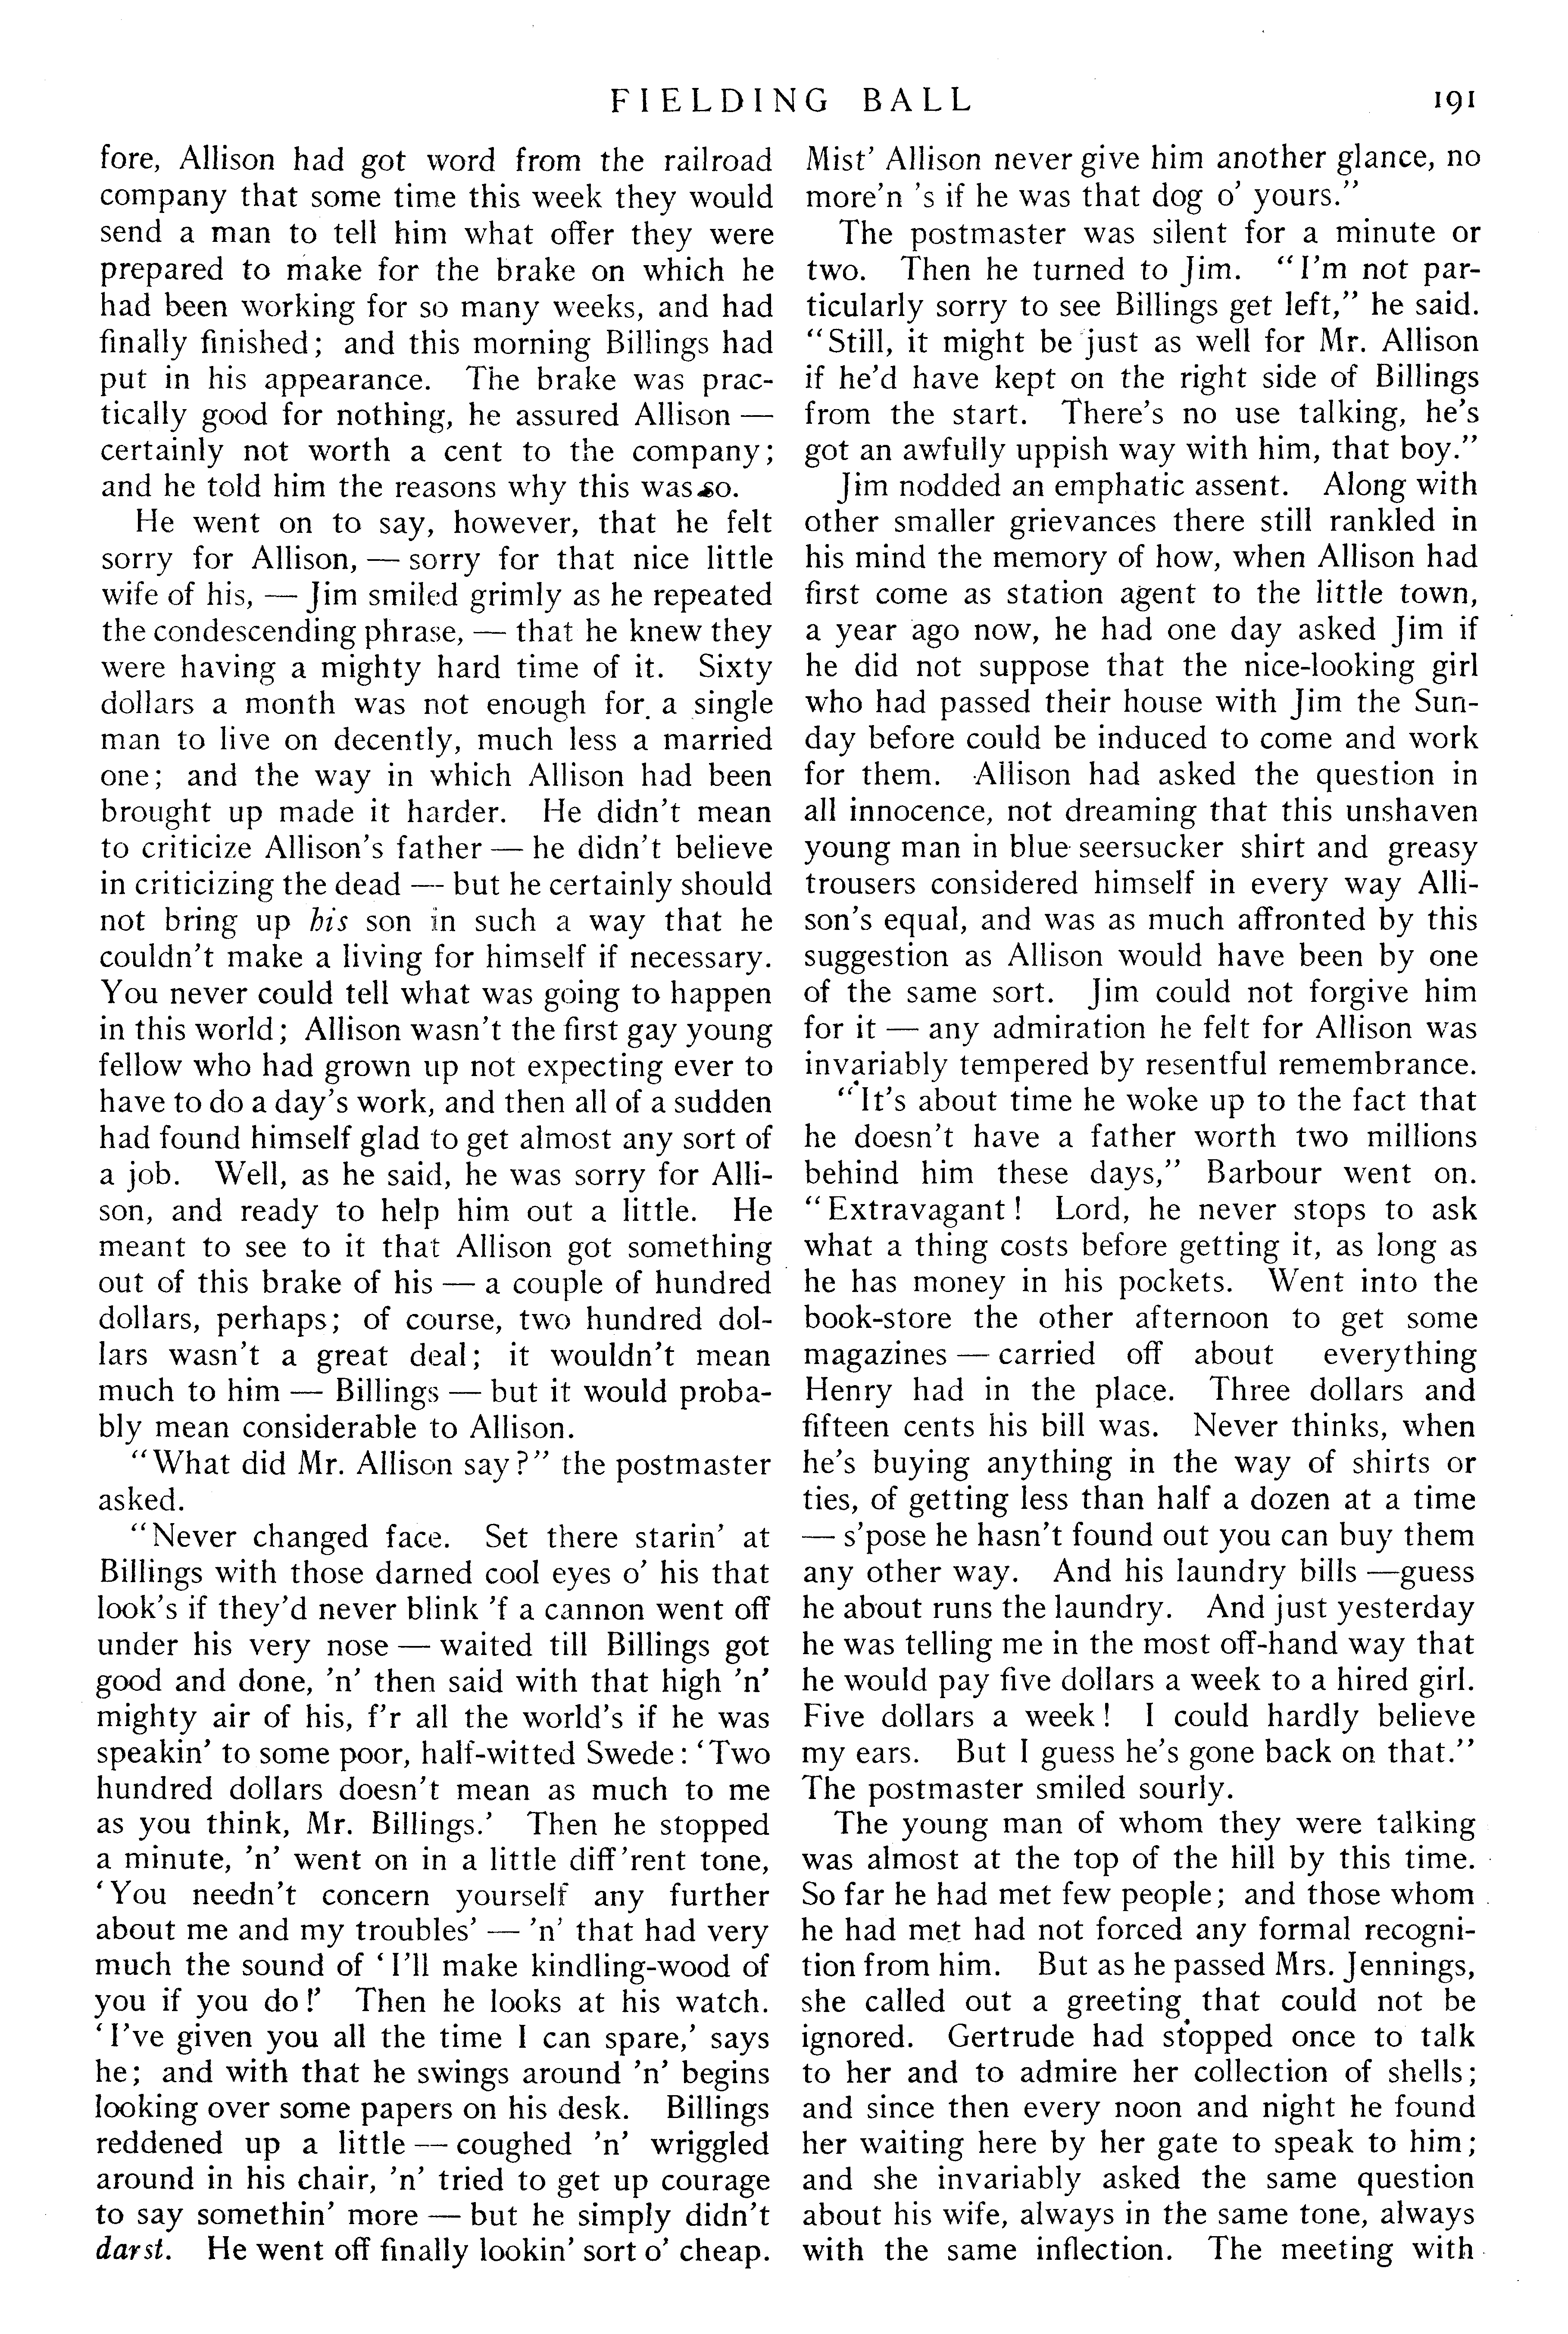 FIELDING BALL 191
fore, Allison had got word from the railroad
company that some time this week they would
send a man to tell him what offer they were
prepared to make for the brake on which he
had been working for so many weeks, and had
finally finished; and this morning Billings had
put in his appearance. The brake was prac-
tically good for nothing, he assured Allison —
certainly not worth a cent to the company;
and he told him the reasons why this was so.
He went on to say, however, that he felt
sorry for Allison, — sorry for that nice little
wife of his, — Jim smiled grimly as he repeated
the condescending phrase, — that he knew they
were having a mighty hard time of it. Sixty
dollars a month was not enough for a single
man to live on decently, much less a married
one; and the way in which Allison had been
brought up made it harder. He didn't mean
to criticize Allison's father — he didn't believe
in criticizing the dead — but he certainly should
not bring up his son in such a way that he
couldn't make a living for himself if necessary.
You never could tell what was going to happen
in this world; Allison wasn't the first gay young
fellow who had grown up not expecting ever to
have to do a day's work, and then all of a sudden
had found himself glad to get almost any sort of
a job. Well, as he said, he was sorry for Alli-
son, and ready to help him out a little. He
meant to see to it that Allison got something
out of this brake of his — a couple of hundred
dollars, perhaps; of course, two hundred dol-
lars wasn't a great deal; it wouldn't mean
much to him — Billings — but it would proba-
bly mean considerable to Allison.
"What did Mr. Allison say?" the postmaster
asked.
"Never changed face. Set there starin' at
Billings with those darned cool eyes o' his that
look's if they'd never blink 'f a cannon went off
under his very nose — waited till Billings got
good and done, 'n' then said with that high 'n'
mighty air of his, f'r all the world's if he was
speakin' to some poor, half-witted Swede: 'Two
hundred dollars doesn't mean as much to me
as you think, Mr. Billings.' Then he stopped
a minute, 'n' went on in a little diff'rent tone,
'You needn't concern yourself any further
about me and my troubles' — 'n' that had very
much the sound of 'I'll make kindling-wood of
you if you do!' Then he looks at his watch.
'I've given you all the time I can spare,' says
he; and with that he swings around 'n' begins
looking over some papers on his desk. Billings
reddened up a little — coughed 'n' wriggled
around in his chair, 'n' tried to get up courage
to say somethin' more — but he simply didn't
darst. He went off finally lookin' sort o' cheap.
Mist' Allison never give him another glance, no
more'n 's if he was that dog o' yours."
The postmaster was silent for a minute or
two. Then he turned to Jim. "I'm not par-
ticularly sorry to see Billings get left," he said.
"Still, it might be just as well for Mr. Allison
if he'd have kept on the right side of Billings
from the start. There's no use talking, he's
got an awfully uppish way with him, that boy."
Jim nodded an emphatic assent. Along with
other smaller grievances there still rankled in
his mind the memory of how, when Allison had
first come as station agent to the little town,
a year ago now, he had one day asked Jim if
he did not suppose that the nice-looking girl
who had passed their house with Jim the Sun-
day before could be induced to come and work
for them. Allison had asked the question in
all innocence, not dreaming that this unshaven
young man in blue seersucker shirt and greasy
trousers considered himself in every way Alli-
son's equal, and was as much affronted by this
suggestion as Allison would have been by one
of the same sort. Jim could not forgive him
for it — any admiration he felt for Allison was
invariably tempered by resentful remembrance.
"It's about time he woke up to the fact that
he doesn't have a father worth two millions
behind him these days," Barbour went on.
"Extravagant! Lord, he never stops to ask
what a thing costs before getting it, as long as
he has money in his pockets. Went into the
book-store the other afternoon to get some
magazines — carried off about everything
Henry had in the place. Three dollars and
fifteen cents his bill was. Never thinks, when
he's buying anything in the way of shirts or
ties, of getting less than half a dozen at a time
— s'pose he hasn't found out you can buy them
any other way. And his laundry bills —guess
he about runs the laundry. And just yesterday
he was telling me in the most off-hand way that
he would pay five dollars a week to a hired girl.
Five dollars a week! I could hardly believe
my ears. But I guess he's gone back on that."
The postmaster smiled sourly.
The young man of whom they were talking
was almost at the top of the hill by this time.
So far he had met few people; and those whom
he had met had not forced any formal recogni-
tion from him. But as he passed Mrs. Jennings,
she called out a greeting that could not be
ignored. Gertrude had stopped once to talk
to her and to admire her collection of shells;
and since then every noon and night he found
her waiting here by her gate to speak to him;
and she invariably asked the same question
about his wife, always in the same tone, always
with the same inflection. The meeting with